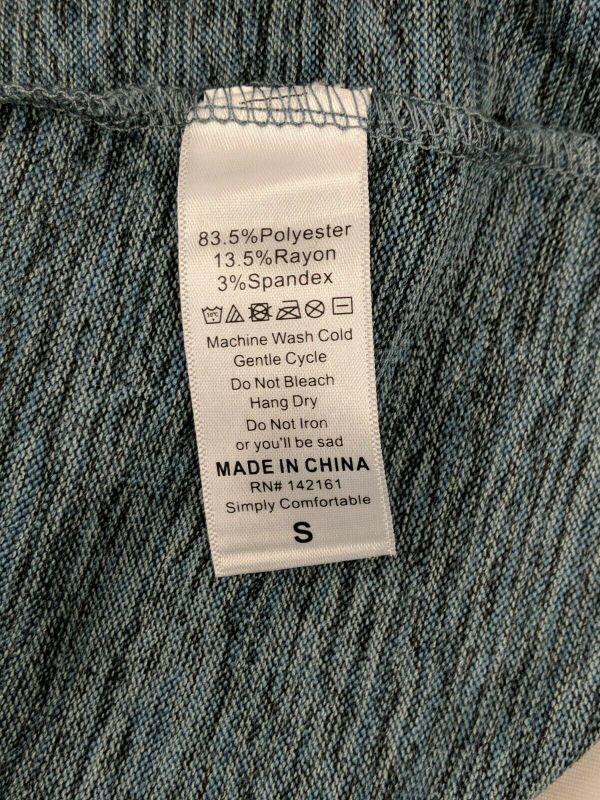 83.5%Polyester
13.5%Rayon
3%Spandex
Machine Wash Cold
Gentle Cycle
Do Not Bleach
Hang Dry
Do Not Iron
or you'll be sad
MADE IN CHINA
RN# 142161
Simply Comfortable
S